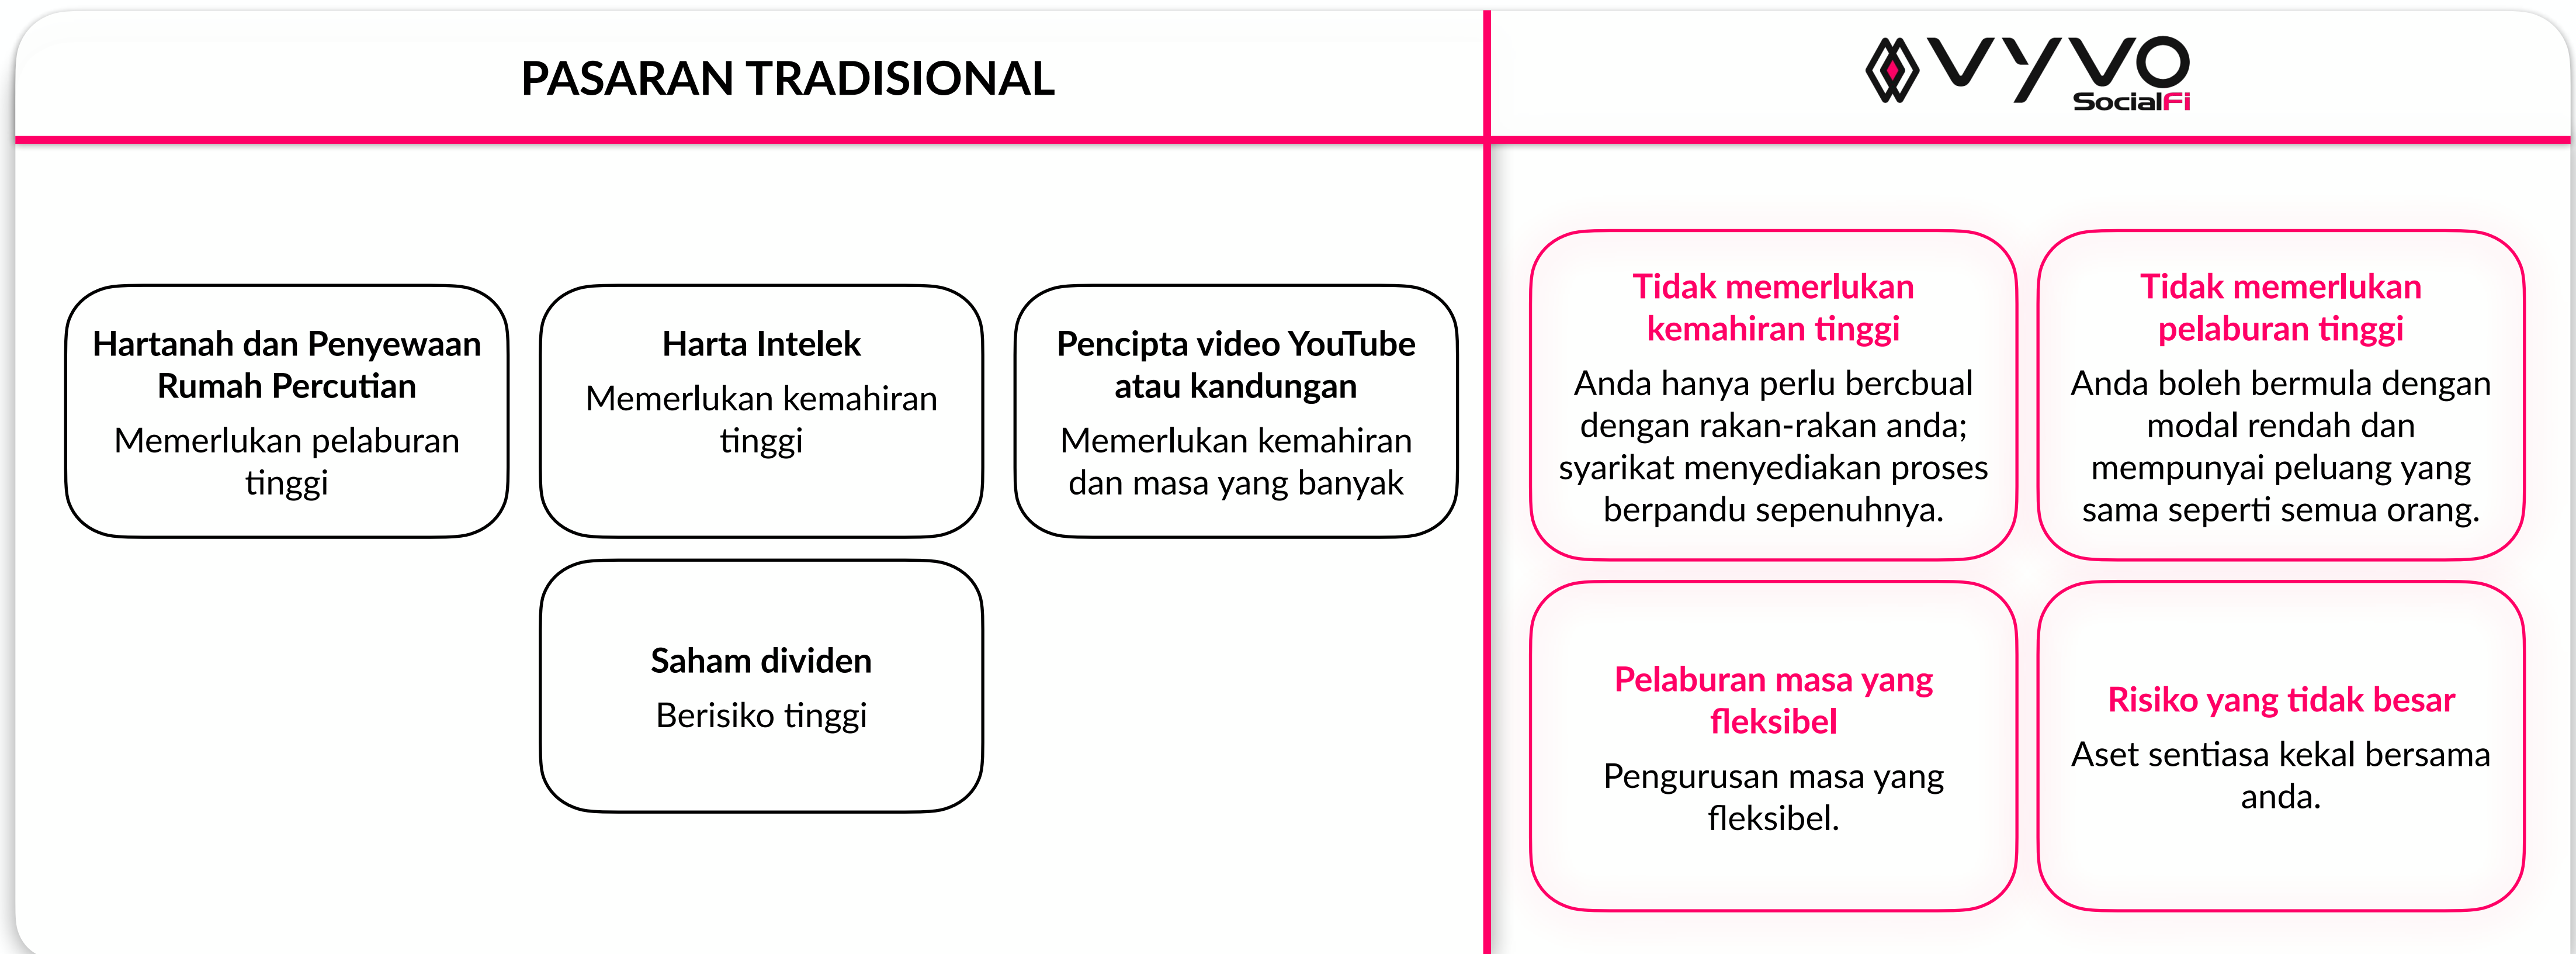 PASARAN TRADISIONAL
VYVO
SocialFi
Hartanah dan Penyewaan
Rumah Percutian
Memerlukan pelaburan
tinggi
Harta Intelek
Memerlukan kemahiran
tinggi
Pencipta video YouTube
atau kandungan
Memerlukan kemahiran
dan masa yang banyak
Saham dividen
Berisiko tinggi
Tidak memerlukan
kemahiran tinggi
Anda hanya perlu bercbual
dengan rakan-rakan anda;
syarikat menyediakan proses
berpandu sepenuhnya.
Tidak memerlukan
pelaburan tinggi
Anda boleh bermula dengan
modal rendah dan
mempunyai peluang yang
sama seperti semua orang.
Pelaburan masa yang
fleksibel
Pengurusan masa yang
fleksibel.
Risiko yang tidak besar
Aset sentiasa kekal bersama
anda.